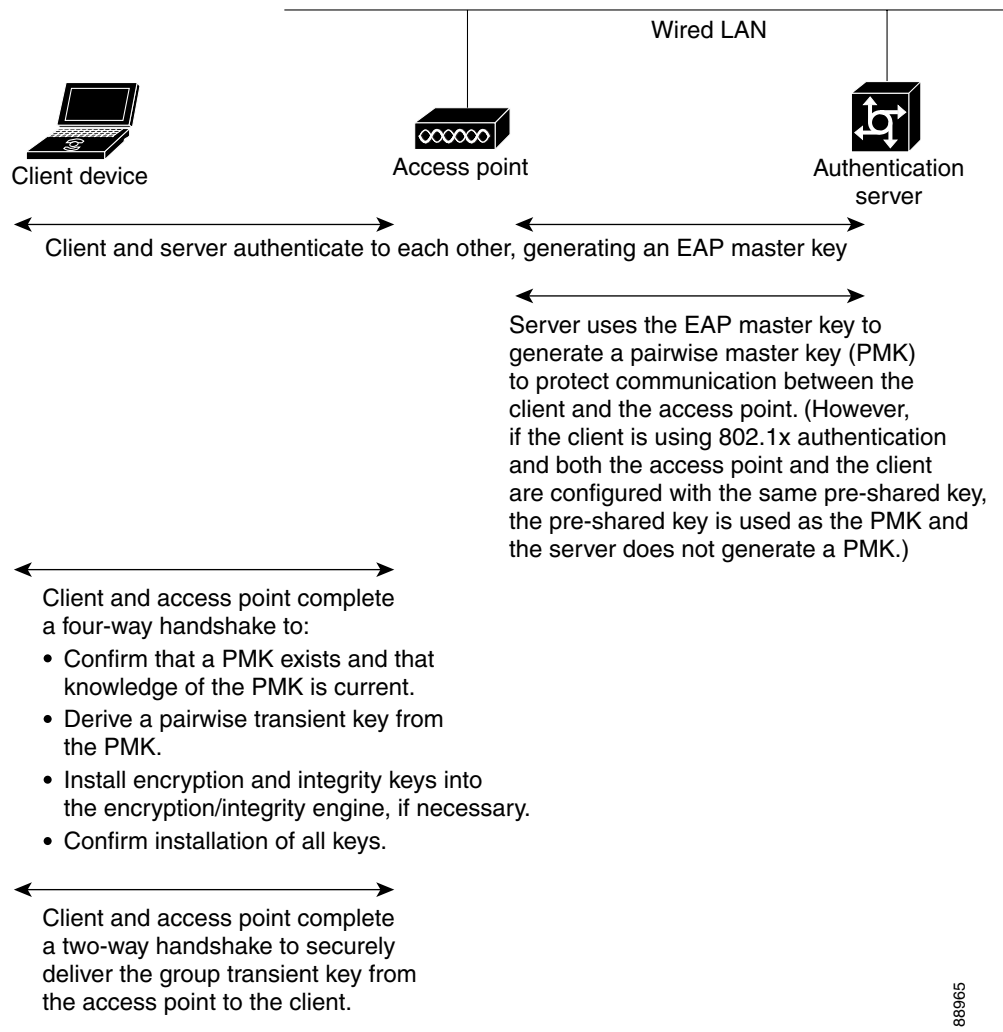 Wired LAN
Client device
Access point
Authentication
server
Client and server authenticate to each other, generating an EAP master key
Server uses the EAP master key to
generate a pairwise master key (PMK)
to protect communication between the
client and the access point. (However,
if the client is using 802.1x authentication
and both the access point and the client
are configured with the same pre-shared key,
the pre-shared key is used as the PMK and
the server does not generate a PMK.)
Client and access point complete
a four-way handshake to:
• Confirm that a PMK exists and that
knowledge of the PMK is current.
• Derive a pairwise transient key from
the PMK.
• Install encryption and integrity keys into
the encryption/integrity engine, if necessary.
• Confirm installation of all keys.
Client and access point complete
a two-way handshake to securely
deliver the group transient key from
the access point to the client.
88965